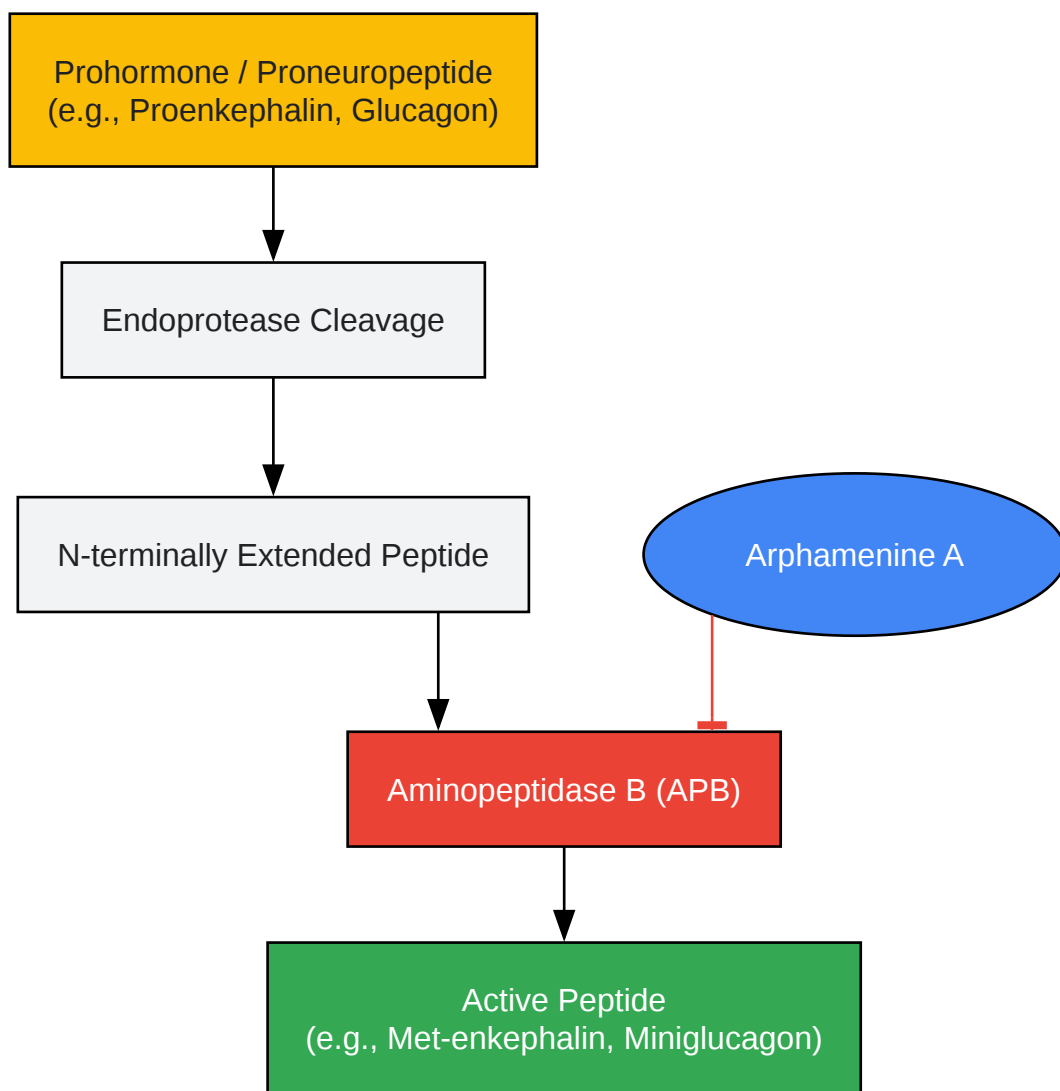 Prohormone / Proneuropeptide
(e.g., Proenkephalin, Glucagon)
Endoprotease Cleavage
N-terminally Extended Peptide
Arphamenine A
Aminopeptidase B (APB)
Active Peptide
(e.g., Met-enkephalin, Miniglucagon)